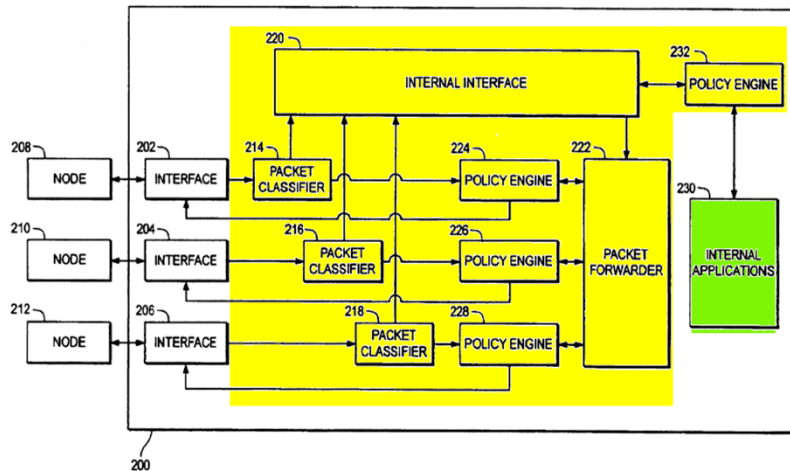 220
232
INTERNAL INTERFACE
POLICY ENGINE
208
202
214
224
222
NODE
INTERFACE
PACKET
CLASSIFIER
POLICY ENGINE
230
210
204
216
226
NODE
INTERFACE
PACKET
CLASSIFIER
POLICY ENGINE
PACKET
FORWARDER
INTERNAL
APPLICATIONS
212
206
218
228
NODE
INTERFACE
PACKET
CLASSIFIER
POLICY ENGINE
200